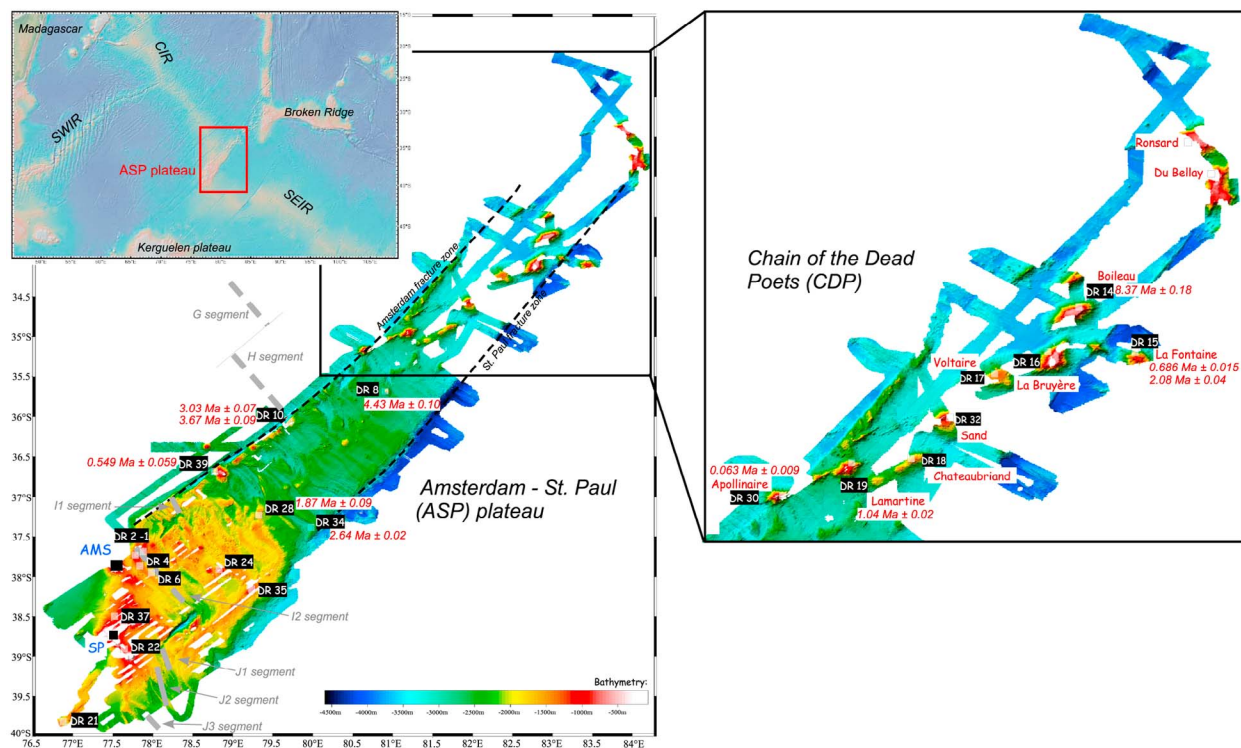 Madagascar
CIR
SWIR
Broken Ridge
ASP plateau
SEIR
Kerguelen plateau
34.5°S
35°S
35.5°S
36°S
36.5°S
37°S
37.5°S
38°S
38.5°S
39°S
39.5°S
40°S
76.5
77°E
77.5°E
78°E
78.5°E
79°E
79.5°E
80°E
80.5°E
81°E
81.5°E
82°E
82.5°E
83°E
83.5°E
84°E
G segment
H segment
Amsterdam fracture zone
St. Paul fracture zone
DR 8
4.43 Ma ± 0.10
3.03 Ma ± 0.07
3.67 Ma ± 0.09
DR 10
0.549 Ma ± 0.059
DR 39
I1 segment
DR 28
1.87 Ma ± 0.09
DR 34
2.64 Ma ± 0.02
Amsterdam - St. Paul
(ASP) plateau
DR 2 -1
AMS
DR 4
DR 6
DR 24
DR 35
I2 segment
DR 37
SP
DR 22
J1 segment
J2 segment
J3 segment
DR 21
Bathymetry:
-4500m
-4000m
-3500m
-3000m
-2500m
-2000m
-1500m
-1000m
-500m
Ronsard
Du Bellay
Chain of the Dead
Poets (CDP)
Boileau
DR 14
8.37 Ma ± 0.18
DR 15
La Fontaine
0.686 Ma ± 0.015
2.08 Ma ± 0.04
Voltaire
DR 16
DR 17
La Bruyère
DR 32
Sand
DR 18
Chateaubriand
0.063 Ma ± 0.009
Apollinaire
DR 30
DR 19
Lamartine
1.04 Ma ± 0.02